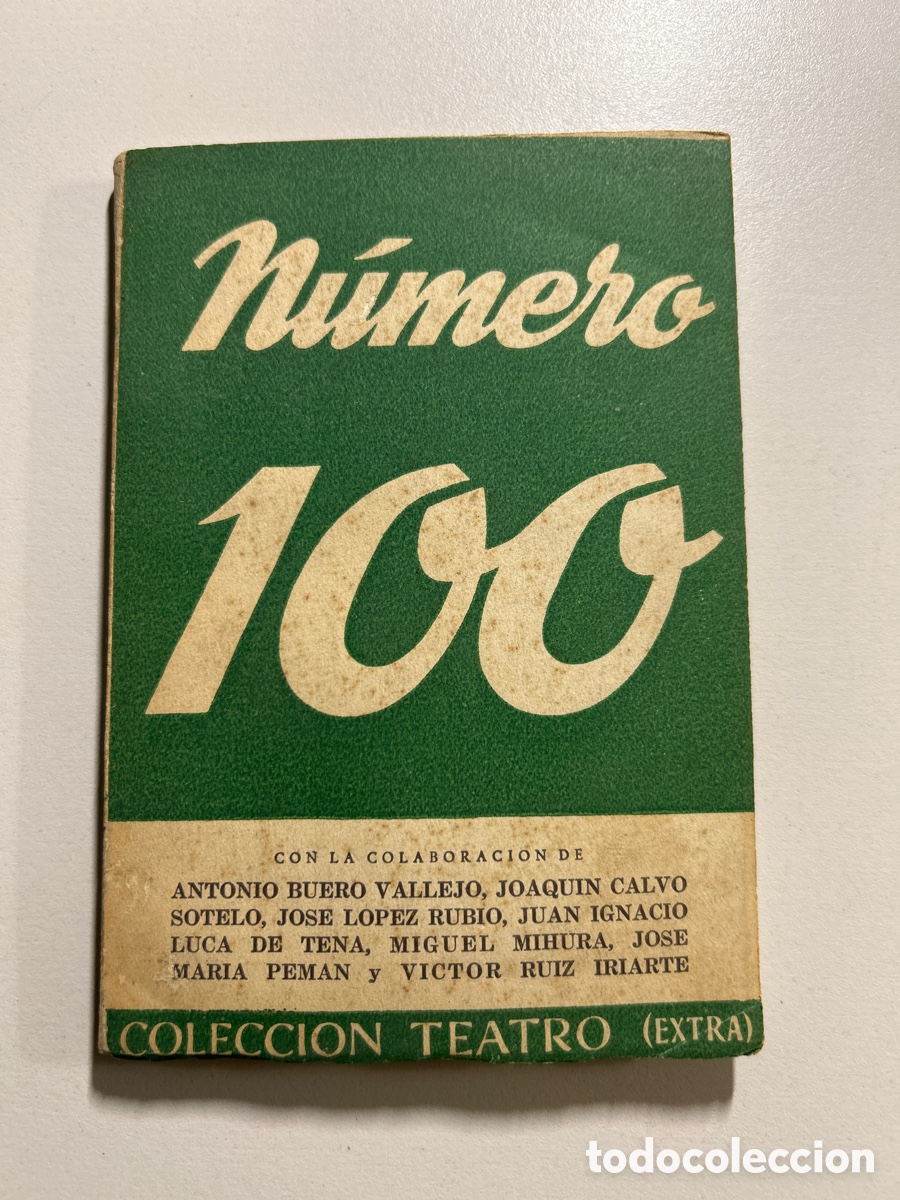 Número
100
CON LA COLABORACION DE
ANTONIO BUERO VALLEJO, JOAQUIN CALVO
SOTELO, JOSE LOPEZ RUBIO, JUAN IGNACIO
LUCA DE TENA, MIGUEL MIHURA, JOSE
MARIA PEMAN y VICTOR RUIZ IRIARTE
COLECCION TEATRO (EXTRA)
todocoleccion